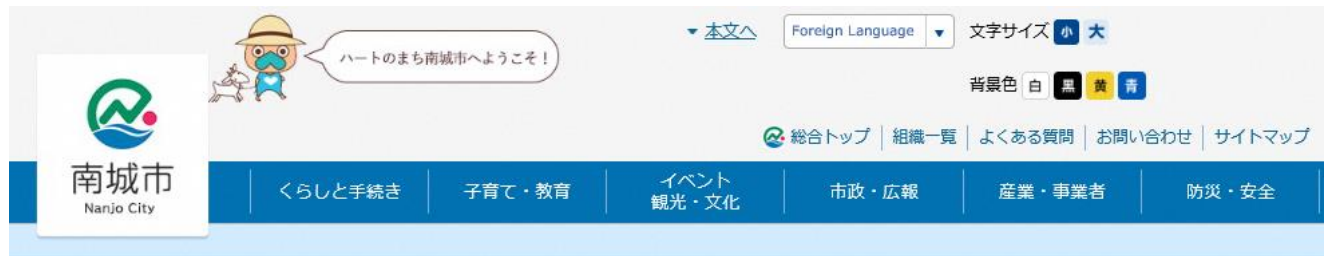 本文へ
Foreign Language
文字サイズ 小 大
ハートのまち南城市へようこそ!
背景色 白 黒 黄 青
総合トップ 組織一覧 よくある質問 お問い合わせ サイトマップ
南城市
Nanjo City
くらしと手続き
子育て・教育
イベント
観光・文化
市政・広報
産業・事業者
防災・安全